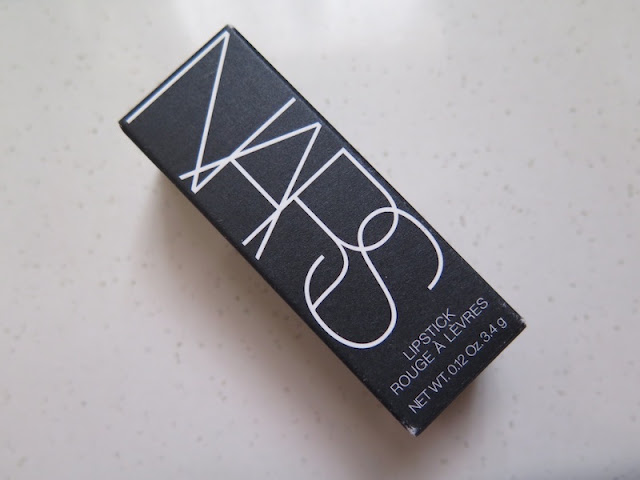 NARS
LIPSTICK
ROUGE À LÈVRES
NET WT. 0.12 Oz. 3.4 g